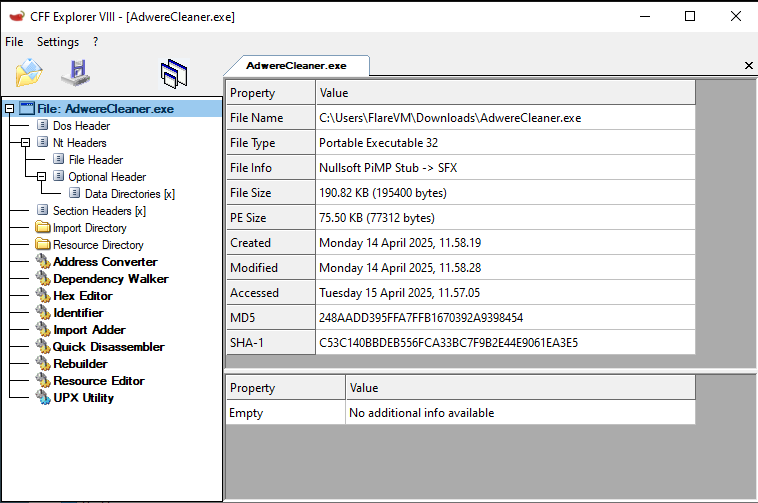 CFF Explorer VIII - [AdwereCleaner.exe]
File Settings ?
AdwereCleaner.exe
File: AdwereCleaner.exe
Dos Header
Nt Headers
File Header
Optional Header
Data Directories [x]
Section Headers [x]
Import Directory
Resource Directory
Address Converter
Dependency Walker
Hex Editor
Identifier
Import Adder
Quick Disassembler
Rebuilder
Resource Editor
UPX Utility
Property Value
File Name C:\Users\FlareVM\Downloads\AdwereCleaner.exe
File Type Portable Executable 32
File Info Nullsoft PiMP Stub -> SFX
File Size 190.82 KB (195400 bytes)
PE Size 75.50 KB (77312 bytes)
Created Monday 14 April 2025, 11.58.19
Modified Monday 14 April 2025, 11.58.28
Accessed Tuesday 15 April 2025, 11.57.05
MD5 248AADD395FFA7FFB1670392A9398454
SHA-1 C53C140BBDEB556FCA33BC7F9B2E44E9061EA3E5
Property Value
Empty No additional info available